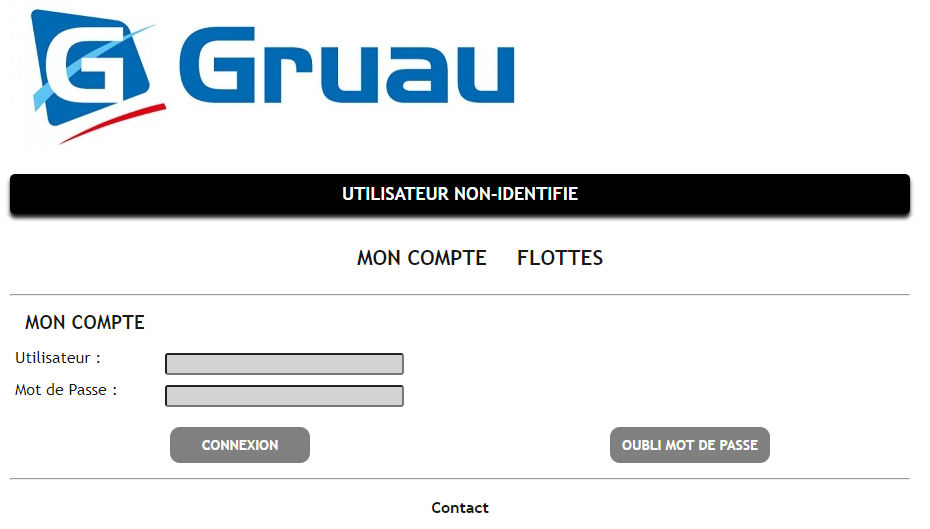 G Gruau
UTILISATEUR NON-IDENTIFIE
MON COMPTE FLOTTES
MON COMPTE
Utilisateur :
Mot de Passe :
CONNEXION OUBLI MOT DE PASSE
Contact